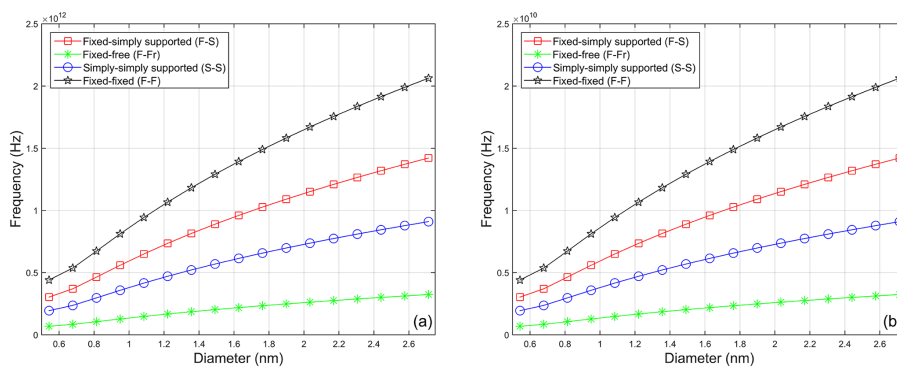 ×10^12
2.5
2
1.5
1
0.5
0
Frequency (Hz)
Fixed-simply supported (F-S)
Fixed-free (F-Fr)
Simply-simply supported (S-S)
Fixed-fixed (F-F)
(a)
0.6 0.8 1 1.2 1.4 1.6 1.8 2 2.2 2.4 2.6
Diameter (nm)
×10^10
2.5
2
1.5
1
0.5
0
Frequency (Hz)
Fixed-simply supported (F-S)
Fixed-free (F-Fr)
Simply-simply supported (S-S)
Fixed-fixed (F-F)
(b)
0.6 0.8 1 1.2 1.4 1.6 1.8 2 2.2 2.4 2.6
Diameter (nm)